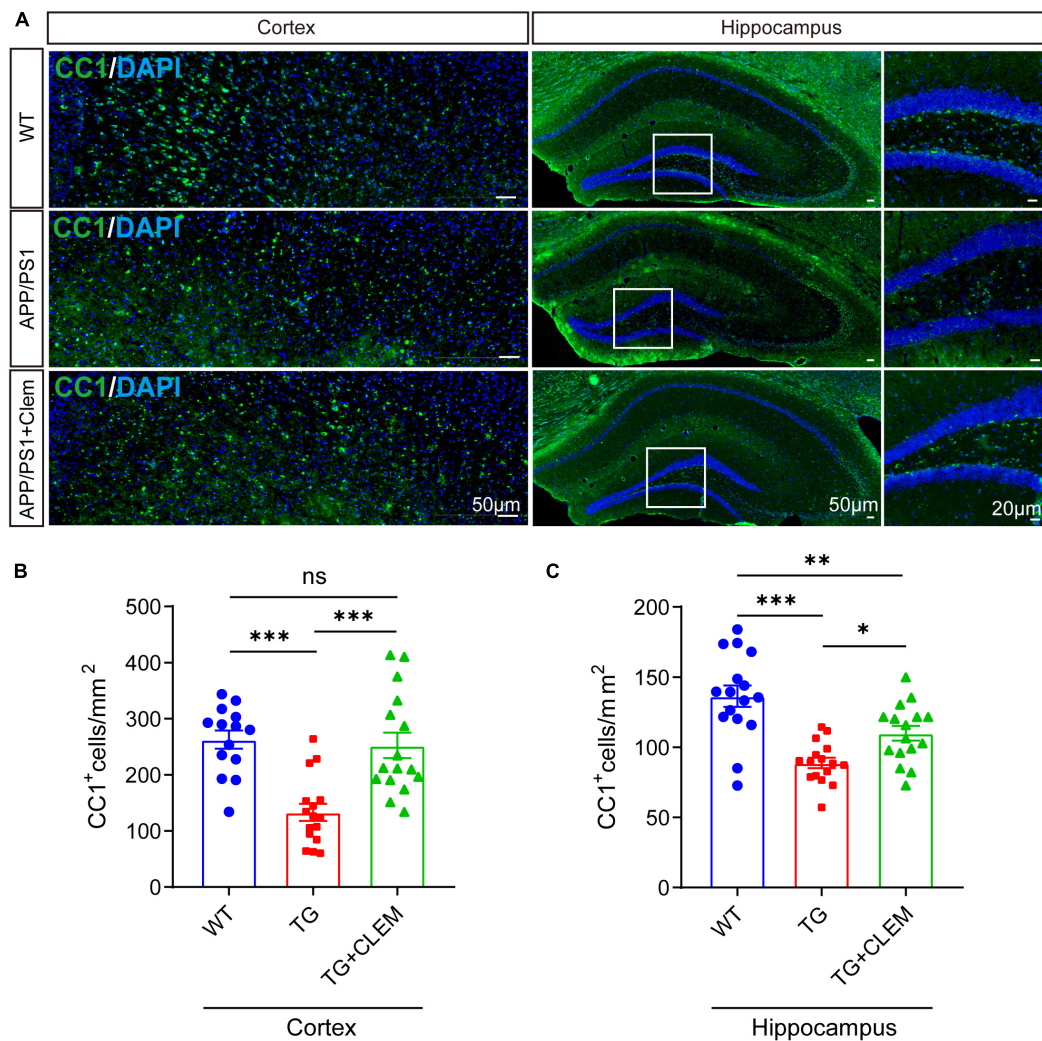 A
Cortex
Hippocampus
WT
CC1/DAPI
APP/PS1
CC1/DAPI
APP/PS1+Clem
CC1/DAPI
50μm
50μm
20μm
B
ns
***
***
500
400
300
200
100
0
CC1+cells/mm2
WT
TG
TG+CLEM
Cortex
C
**
***
*
200
150
100
50
0
CC1+cells/mm2
WT
TG
TG+CLEM
Hippocampus